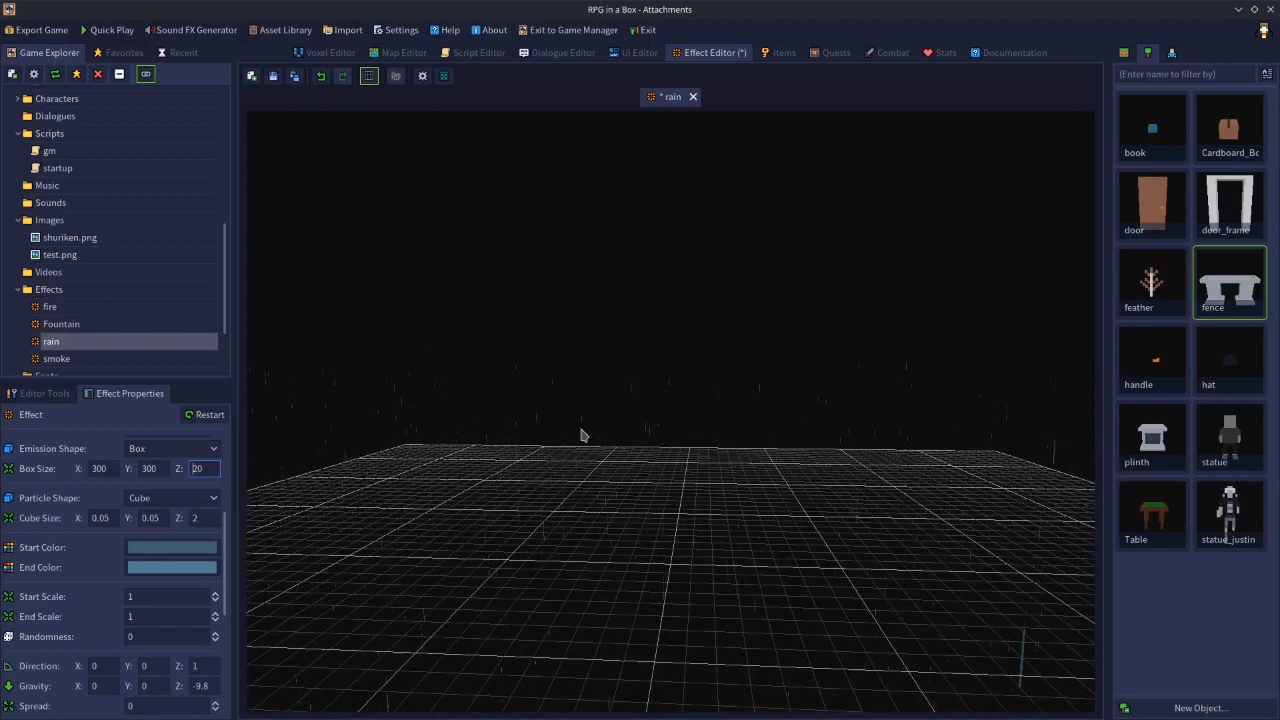 RPG in a Box - Attachments
Export Game Quick Play Sound FX Generator Asset Library Import Settings Help About Exit to Game Manager Exit
Game Explorer Favorites Recent Voxel Editor Map Editor Script Editor Dialogue Editor UI Editor Effect Editor (*) Items Quests Combat Stats Documentation
(Enter name to filter by)
* rain
Characters
Dialogues
Scripts
gm
startup
Music
Sounds
Images
shuriken.png
test.png
Videos
Effects
fire
Fountain
rain
smoke
Editor Tools Effect Properties
Effect Restart
Emission Shape: Box
Box Size: X: 300 Y: 300 Z: 20
Particle Shape: Cube
Cube Size: X: 0.05 Y: 0.05 Z: 2
Start Color:
End Color:
Start Scale: 1
End Scale: 1
Randomness: 0
Direction: X: 0 Y: 0 Z: 1
Gravity: X: 0 Y: 0 Z: -9.8
Spread: 0
book Cardboard_Bc
door door_frame
feather fence
handle hat
plinth statue
Table statue_justin
New Object...